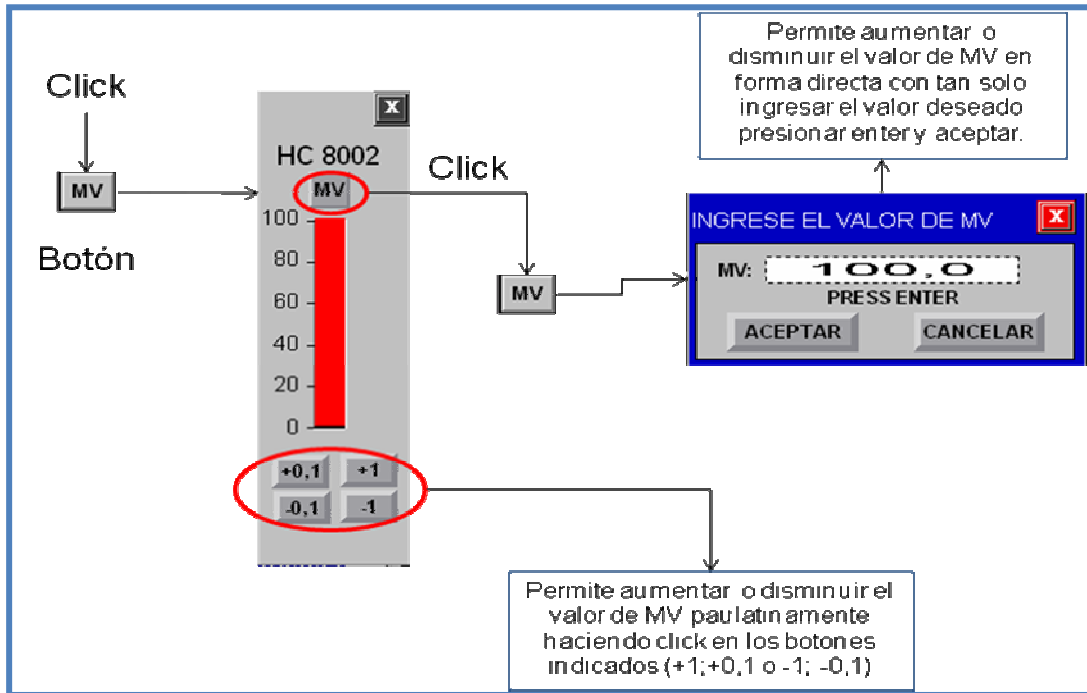 Click
MV
Botón
X
HC 8002
MV
100
80
60
40
20
0
+0,1
+1
-0,1
-1
Click
MV
Permite aumentar o
disminuir el valor de MV en
forma directa con tan solo
ingresar el valor deseado
presionar enter y aceptar.
INGRESE EL VALOR DE MV
X
MV: 100,0
PRESS ENTER
ACEPTAR
CANCELAR
Permite aumentar o disminuir el
valor de MV paulatinamente
haciendo click en los botones
indicados (+1;+0,1 o -1; -0,1)